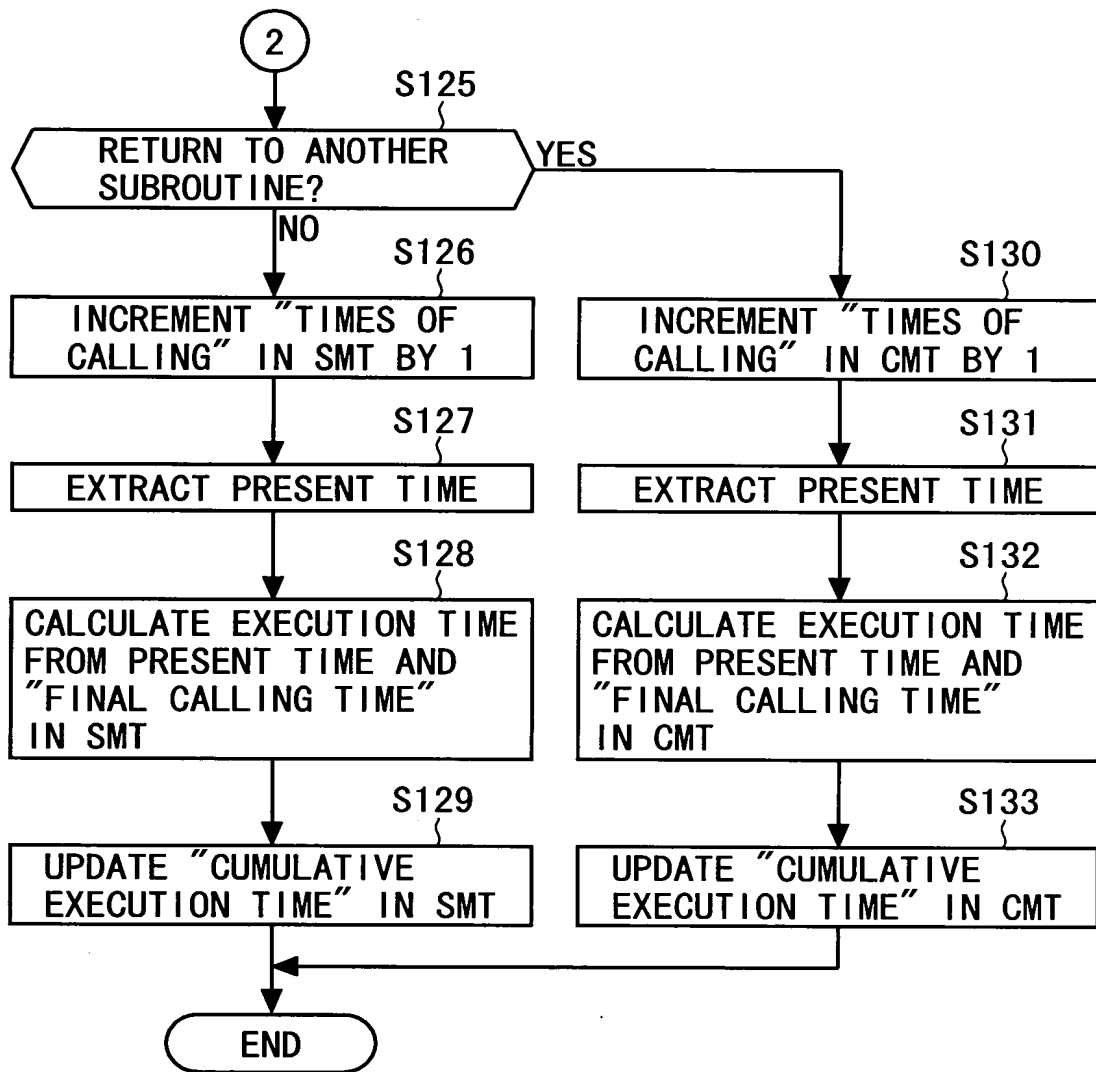 2
S125
RETURN TO ANOTHER
SUBROUTINE?
YES
NO
S126
INCREMENT "TIMES OF
CALLING" IN SMT BY 1
S127
EXTRACT PRESENT TIME
S128
CALCULATE EXECUTION TIME
FROM PRESENT TIME AND
"FINAL CALLING TIME"
IN SMT
S129
UPDATE "CUMULATIVE
EXECUTION TIME" IN SMT
S130
INCREMENT "TIMES OF
CALLING" IN CMT BY 1
S131
EXTRACT PRESENT TIME
S132
CALCULATE EXECUTION TIME
FROM PRESENT TIME AND
"FINAL CALLING TIME"
IN CMT
S133
UPDATE "CUMULATIVE
EXECUTION TIME" IN CMT
END